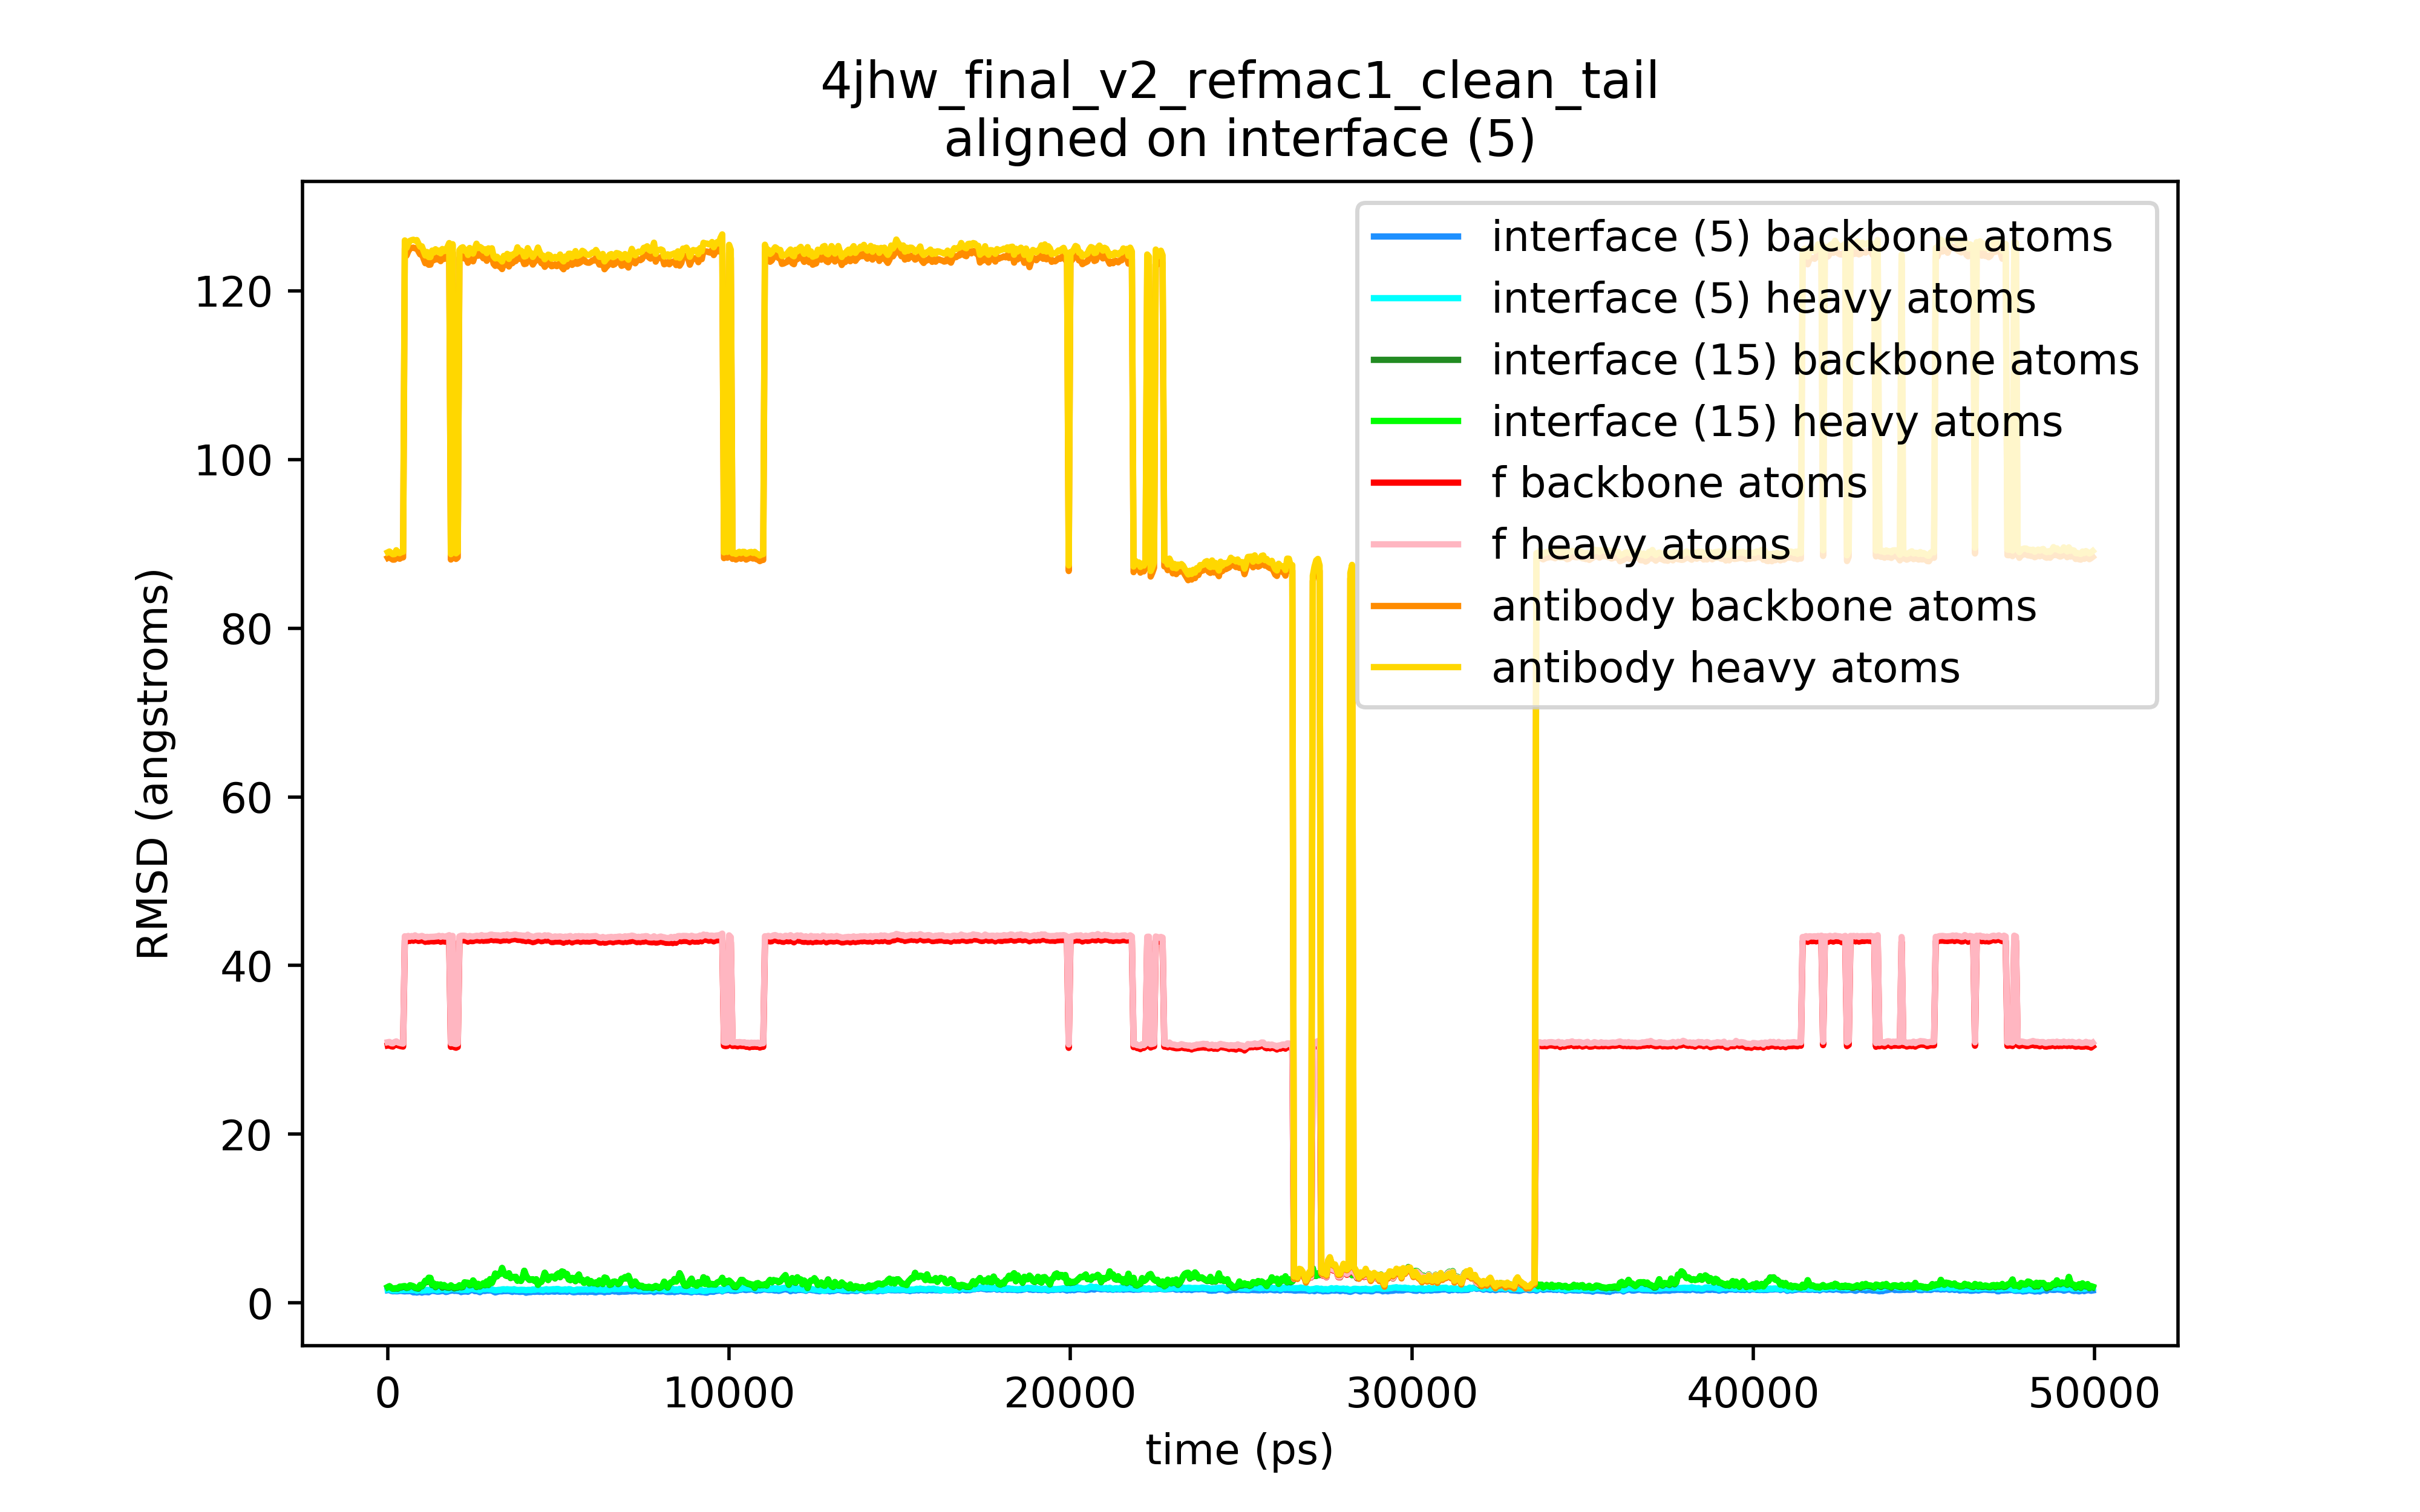 4jhw_final_v2_refmac1_clean_tail
aligned on interface (5)
interface (5) backbone atoms
interface (5) heavy atoms
interface (15) backbone atoms
interface (15) heavy atoms
f backbone atoms
f heavy atoms
antibody backbone atoms
antibody heavy atoms
RMSD (angstroms)
120
100
80
60
40
20
0
0 10000 20000 30000 40000 50000
time (ps)